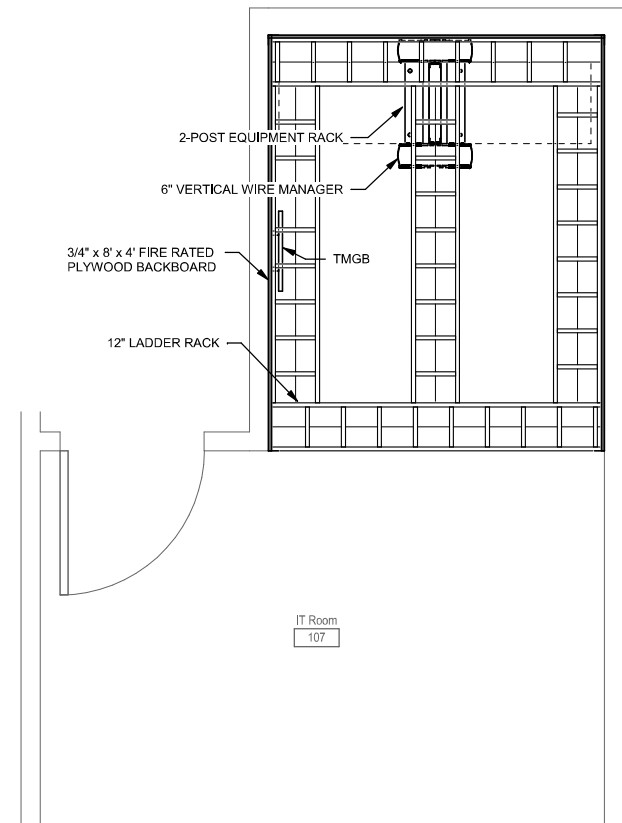 2-POST EQUIPMENT RACK
6" VERTICAL WIRE MANAGER
3/4" x 8' x 4' FIRE RATED
PLYWOOD BACKBOARD
TMGB
12" LADDER RACK
IT Room
107